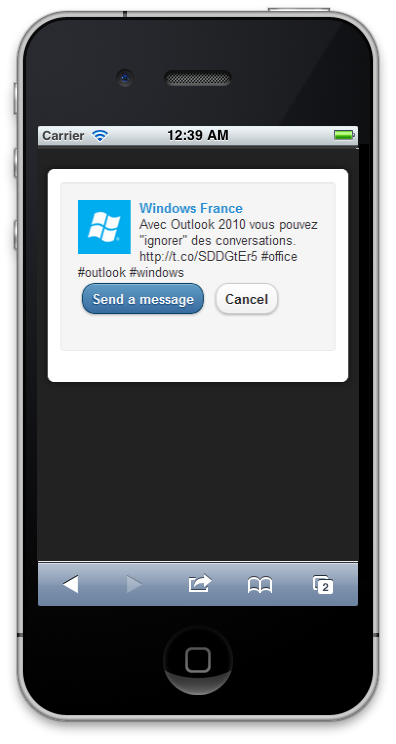 Carrier 12:39 AM
Windows France
Avec Outlook 2010 vous pouvez
"ignorer" des conversations.
http://t.co/SDDGtEr5 #office
#outlook #windows
Send a message Cancel
2